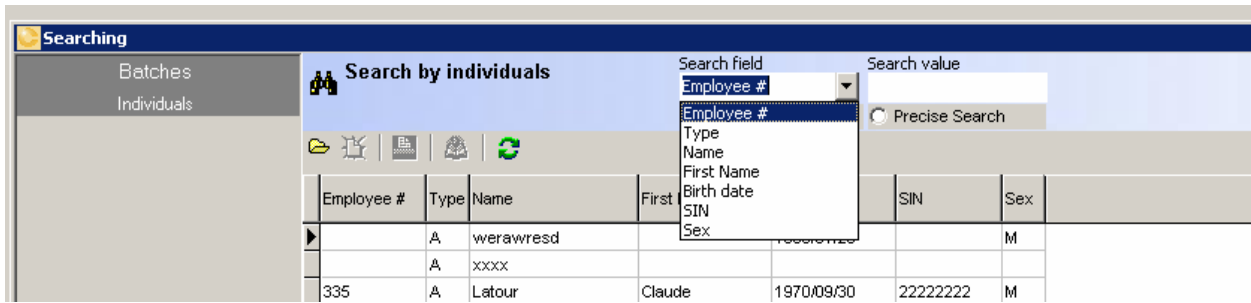 Searching
Batches
Individuals
Search by individuals
Search field
Search value
Employee #
Employee #
Type
Name
First Name
Birth date
SIN
Sex
Precise Search
Employee # Type Name First SIN Sex
A werawresd M
A xxxx
335 A Latour Claude 1970/09/30 22222222 M